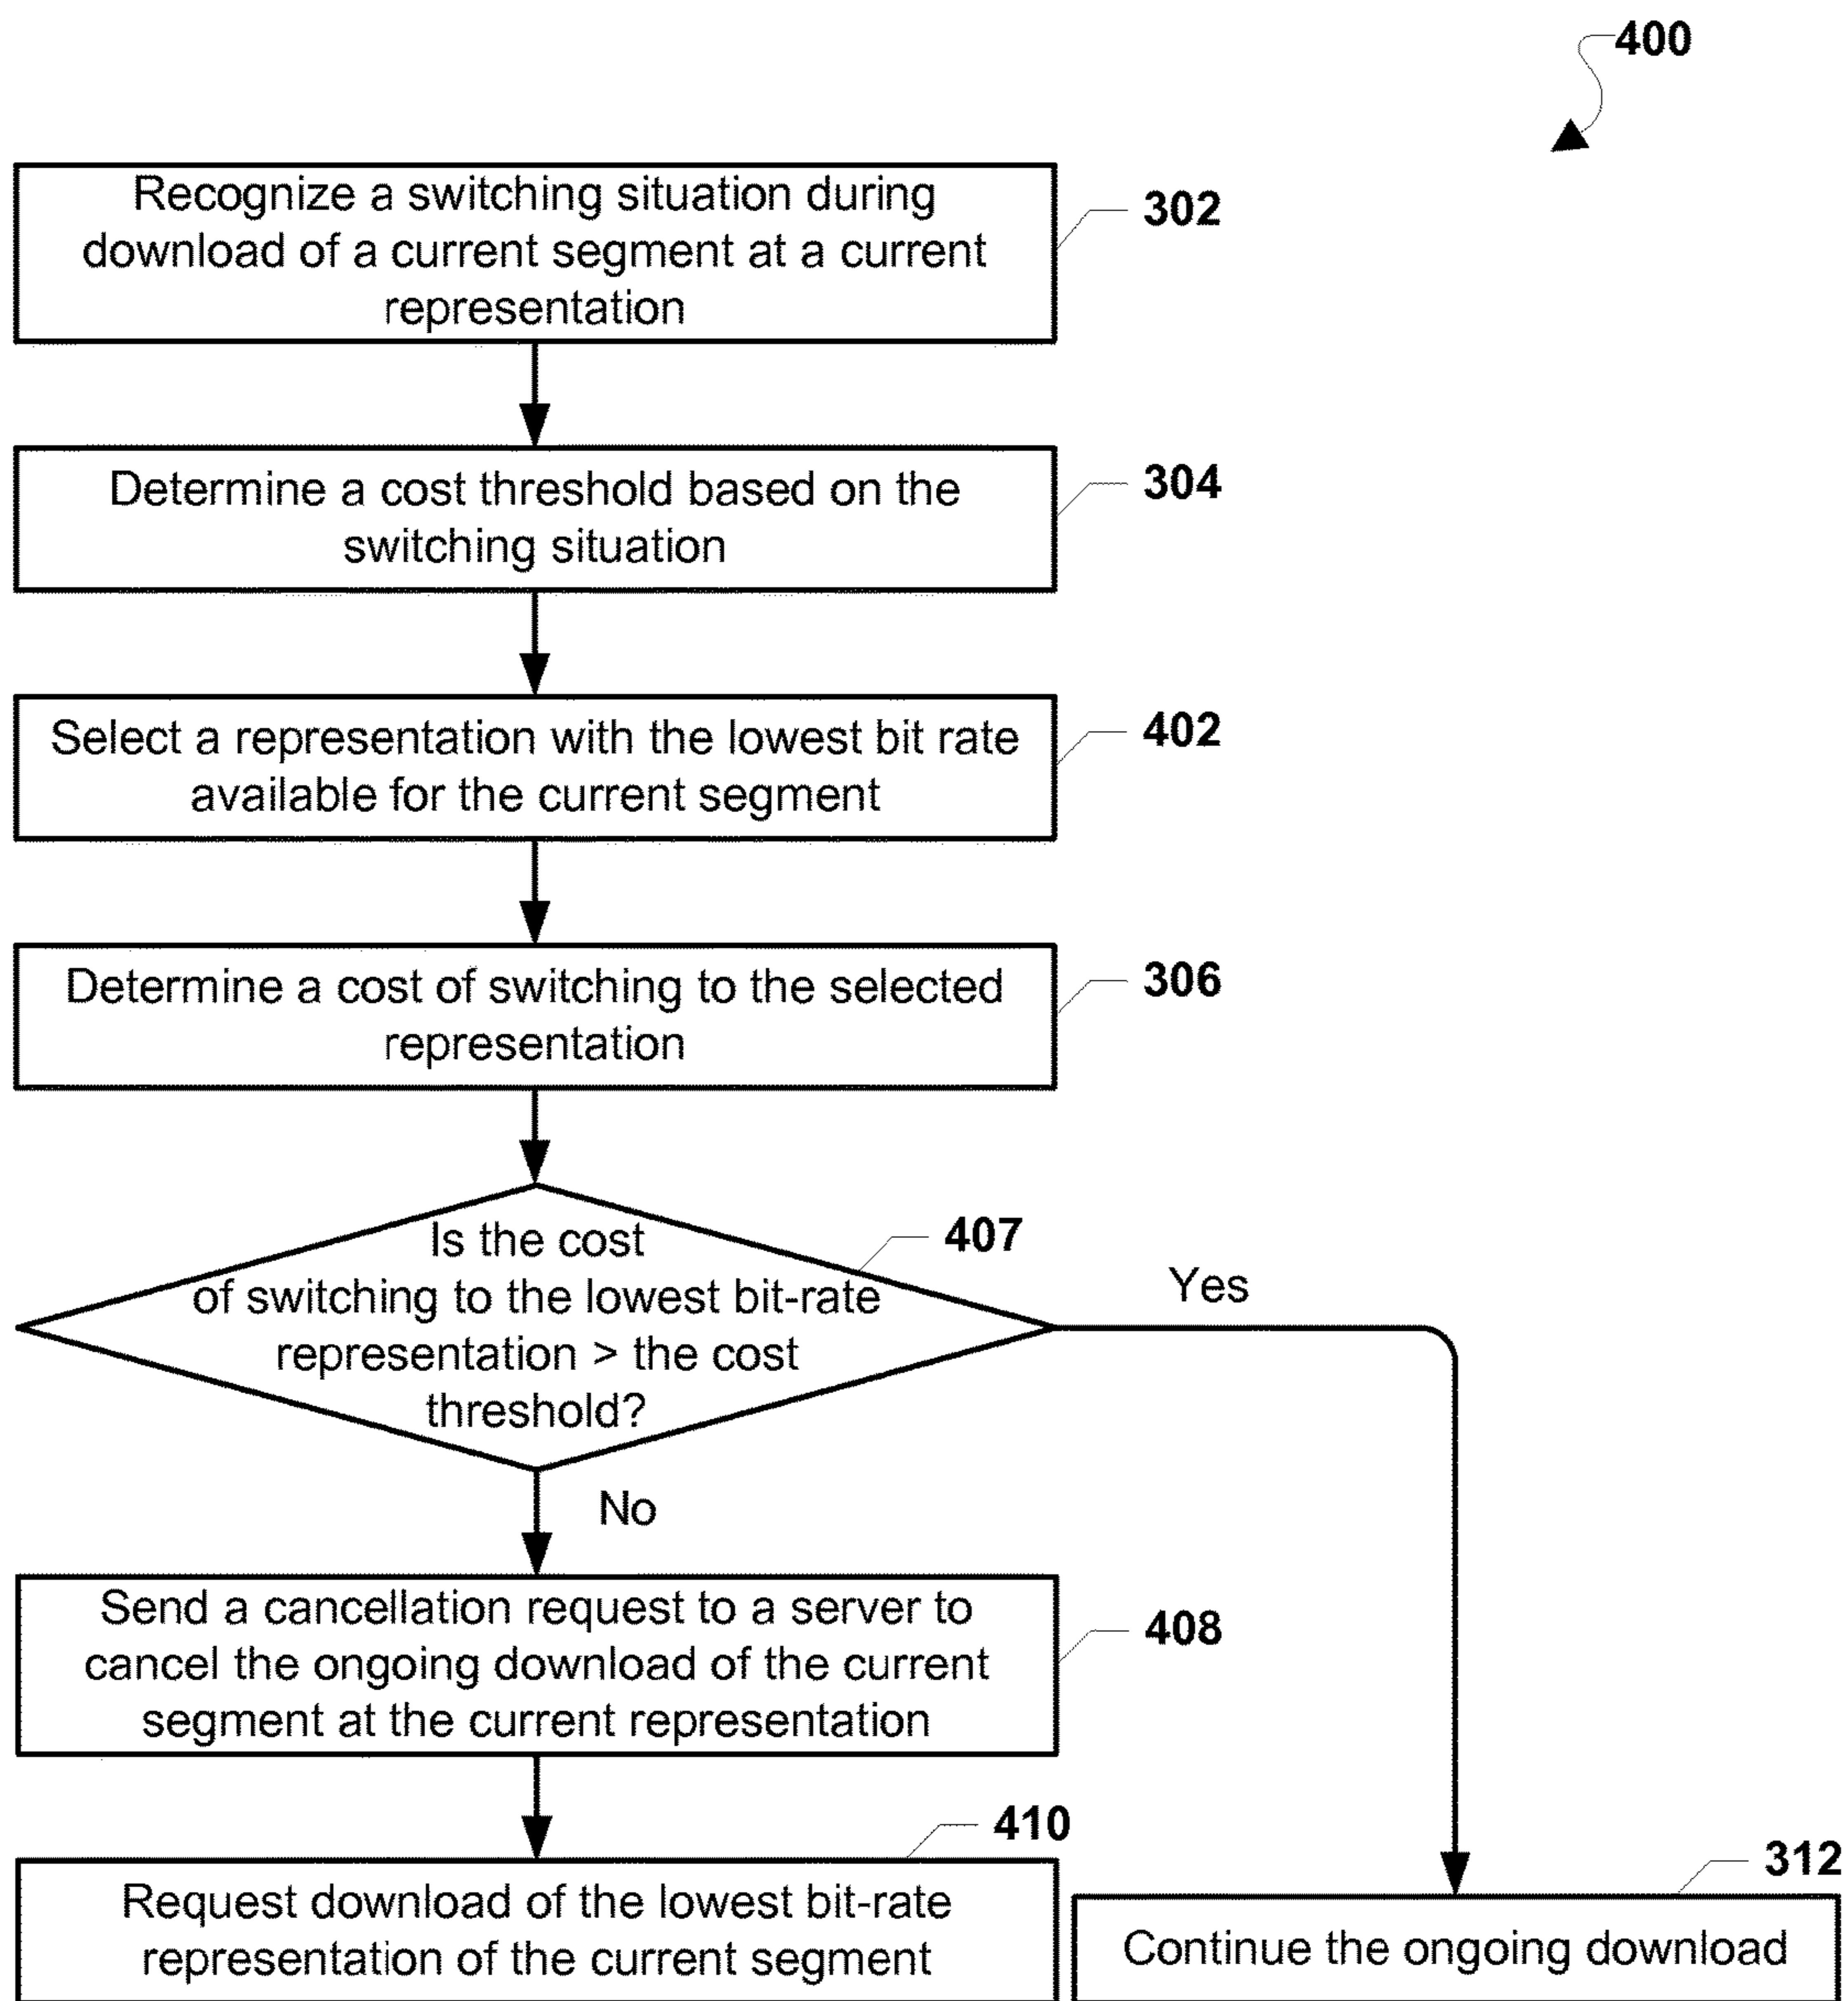 400
Recognize a switching situation during
download of a current segment at a current
representation
302
Determine a cost threshold based on the
switching situation
304
Select a representation with the lowest bit rate
available for the current segment
402
Determine a cost of switching to the selected
representation
306
Is the cost
of switching to the lowest bit-rate
representation > the cost
threshold?
407
Yes
No
Send a cancellation request to a server to
cancel the ongoing download of the current
segment at the current representation
408
Request download of the lowest bit-rate
representation of the current segment
410
Continue the ongoing download
312